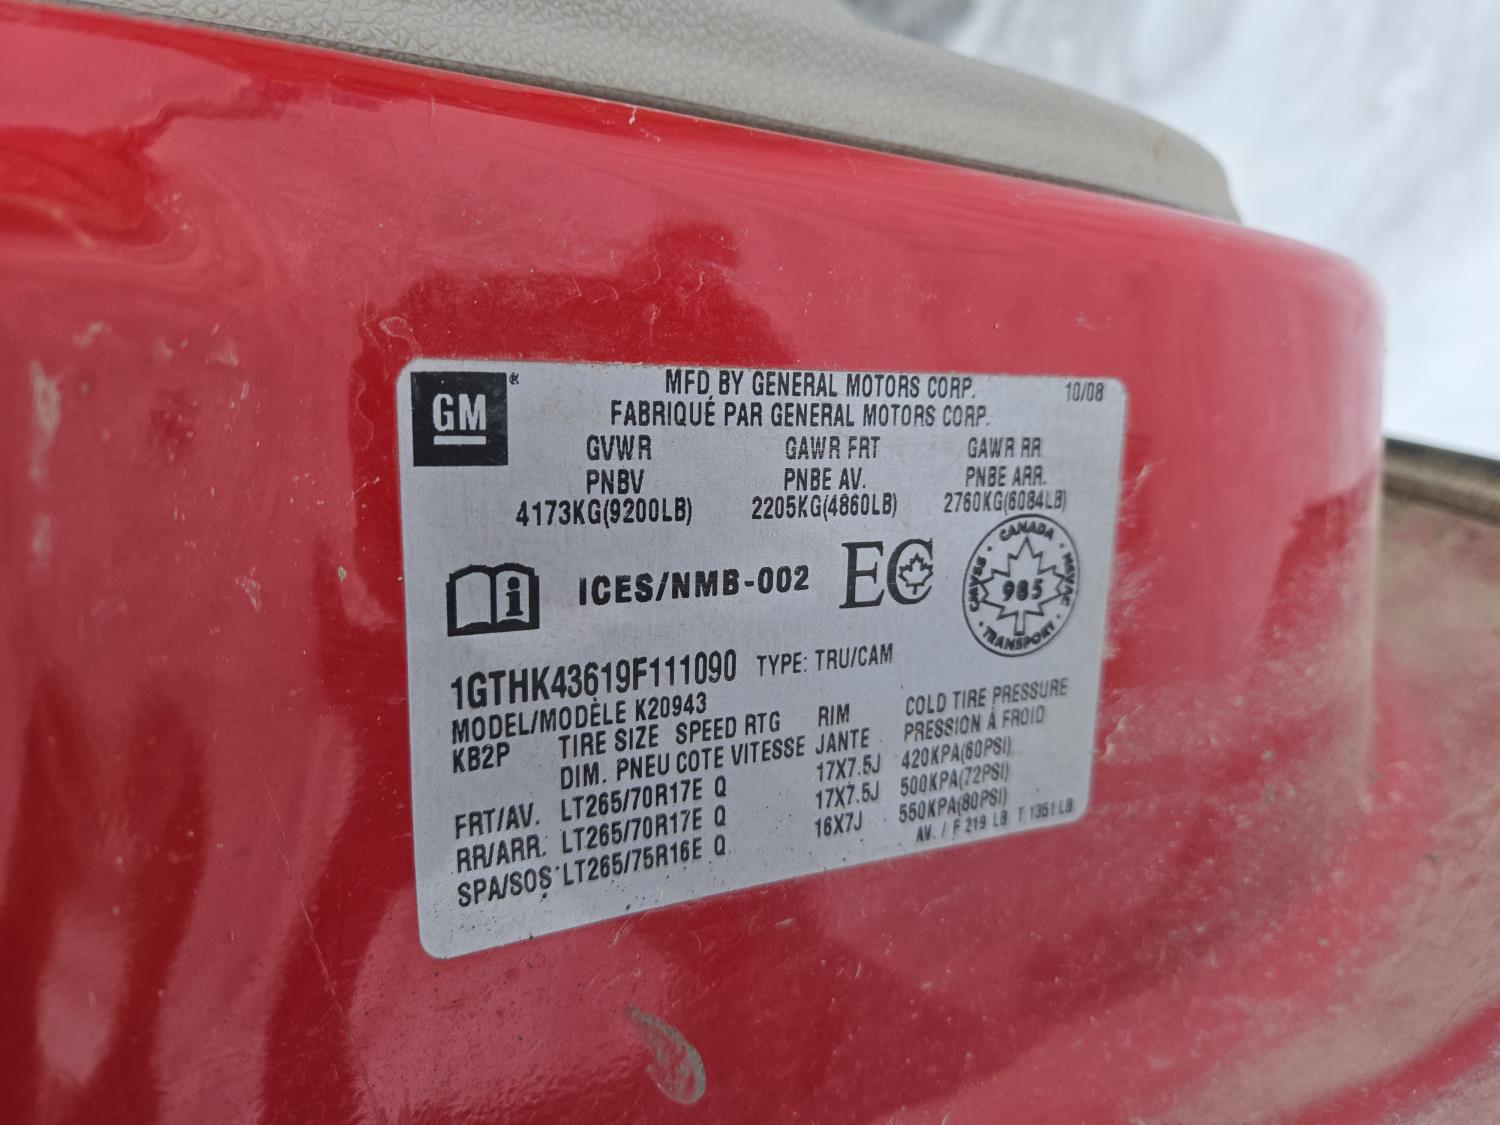 GM
MFD BY GENERAL MOTORS CORP. 10/08
FABRIQUÉ PAR GENERAL MOTORS CORP.
GVWR GAWR FRT GAWR RR
PNBV PNBE AV. PNBE ARR.
4173KG(9200LB) 2205KG(4860LB) 2760KG(6084LB)
i ICES/NMB-002 EC
CANADA
CMVSS 985 NSVAC
TRANSPORT
1GTHK43619F111090 TYPE: TRU/CAM
MODEL/MODÈLE K20943
KB2P TIRE SIZE SPEED RTG RIM COLD TIRE PRESSURE
DIM. PNEU COTE VITESSE JANTE PRESSION À FROID
FRT/AV. LT265/70R17E Q 17X7.5J 420KPA(60PSI)
RR/ARR. LT265/70R17E Q 17X7.5J 500KPA(72PSI)
SPA/SOS LT265/75R16E Q 16X7J 550KPA(80PSI)
AV. / F 219 LB T 1351 LB